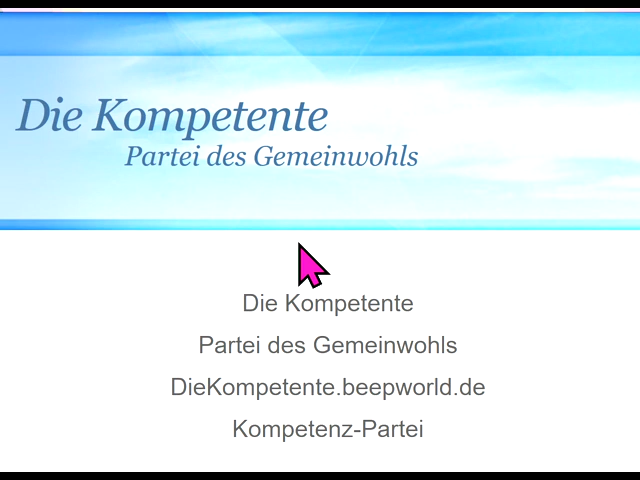 Die Kompetente
Partei des Gemeinwohls
Die Kompetente
Partei des Gemeinwohls
DieKompetente.beepworld.de
Kompetenz-Partei